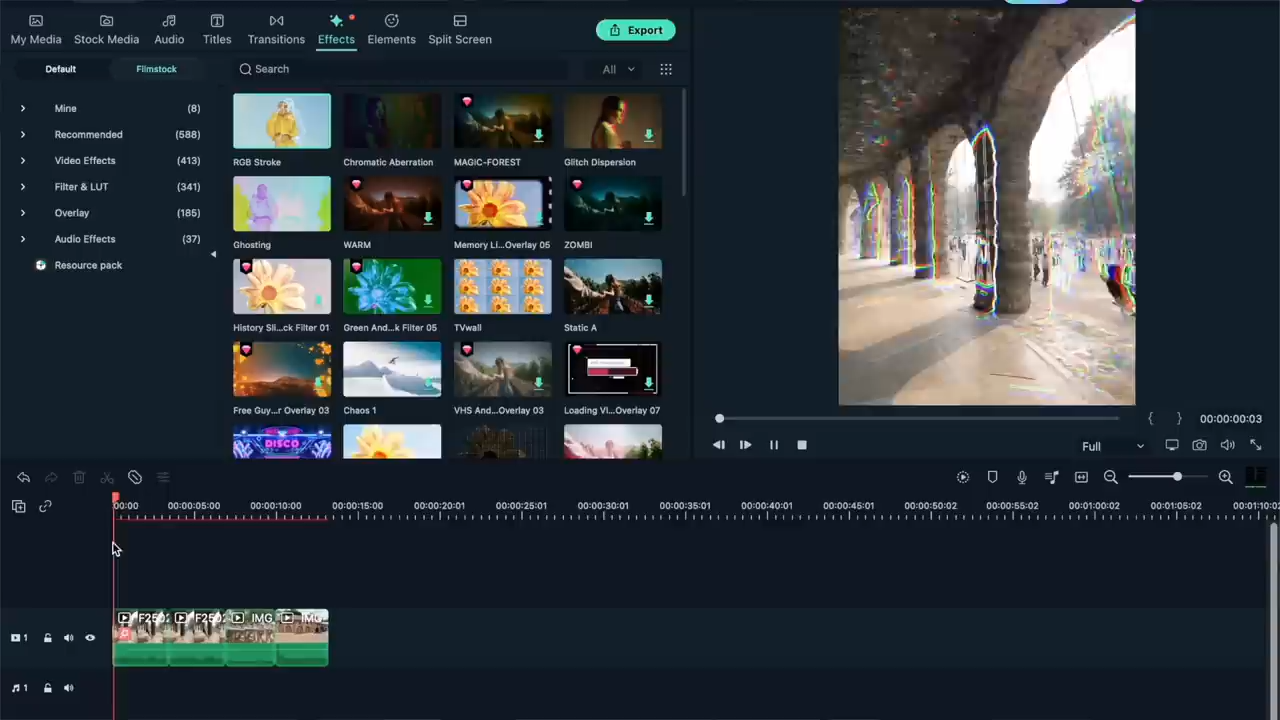 My Media
Stock Media
Audio
Titles
Transitions
Effects
Elements
Split Screen
Export
Default
Filmstock
Search
All
Mine (8)
Recommended (588)
Video Effects (413)
Filter & LUT (341)
Overlay (185)
Audio Effects (37)
Resource pack
RGB Stroke
Chromatic Aberration
MAGIC-FOREST
Glitch Dispersion
Ghosting
WARM
Memory Li...Overlay 05
ZOMBI
History Sli...ck Filter 01
Green And...k Filter 05
TVwall
Static A
Free Guy...r Overlay 03
Chaos 1
VHS And...Overlay 03
Loading Vi...Overlay 07
DISCO
00:00:00:03
Full
00:00
00:00:05:00
00:00:10:00
00:00:15:00
00:00:20:01
00:00:25:01
00:00:30:01
00:00:35:01
00:00:40:01
00:00:45:01
00:00:50:02
00:00:55:02
00:01:00:02
00:01:05:02
00:01:10:0
F250
F250
IMG_
IMG_
1
1